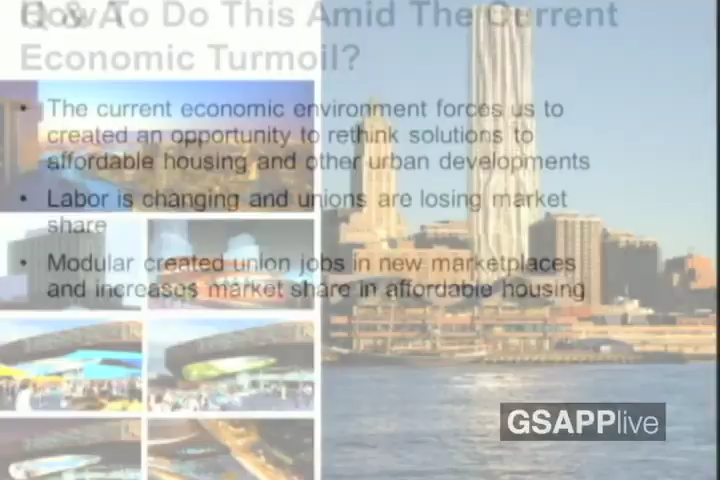 Q & A
How To Do This Amid The Current
Economic Turmoil?
• The current economic environment forces us to
created an opportunity to rethink solutions to
affordable housing and other urban developments
• Labor is changing and unions are losing market
share
• Modular created union jobs in new marketplaces
and increases market share in affordable housing
GSAPPlive